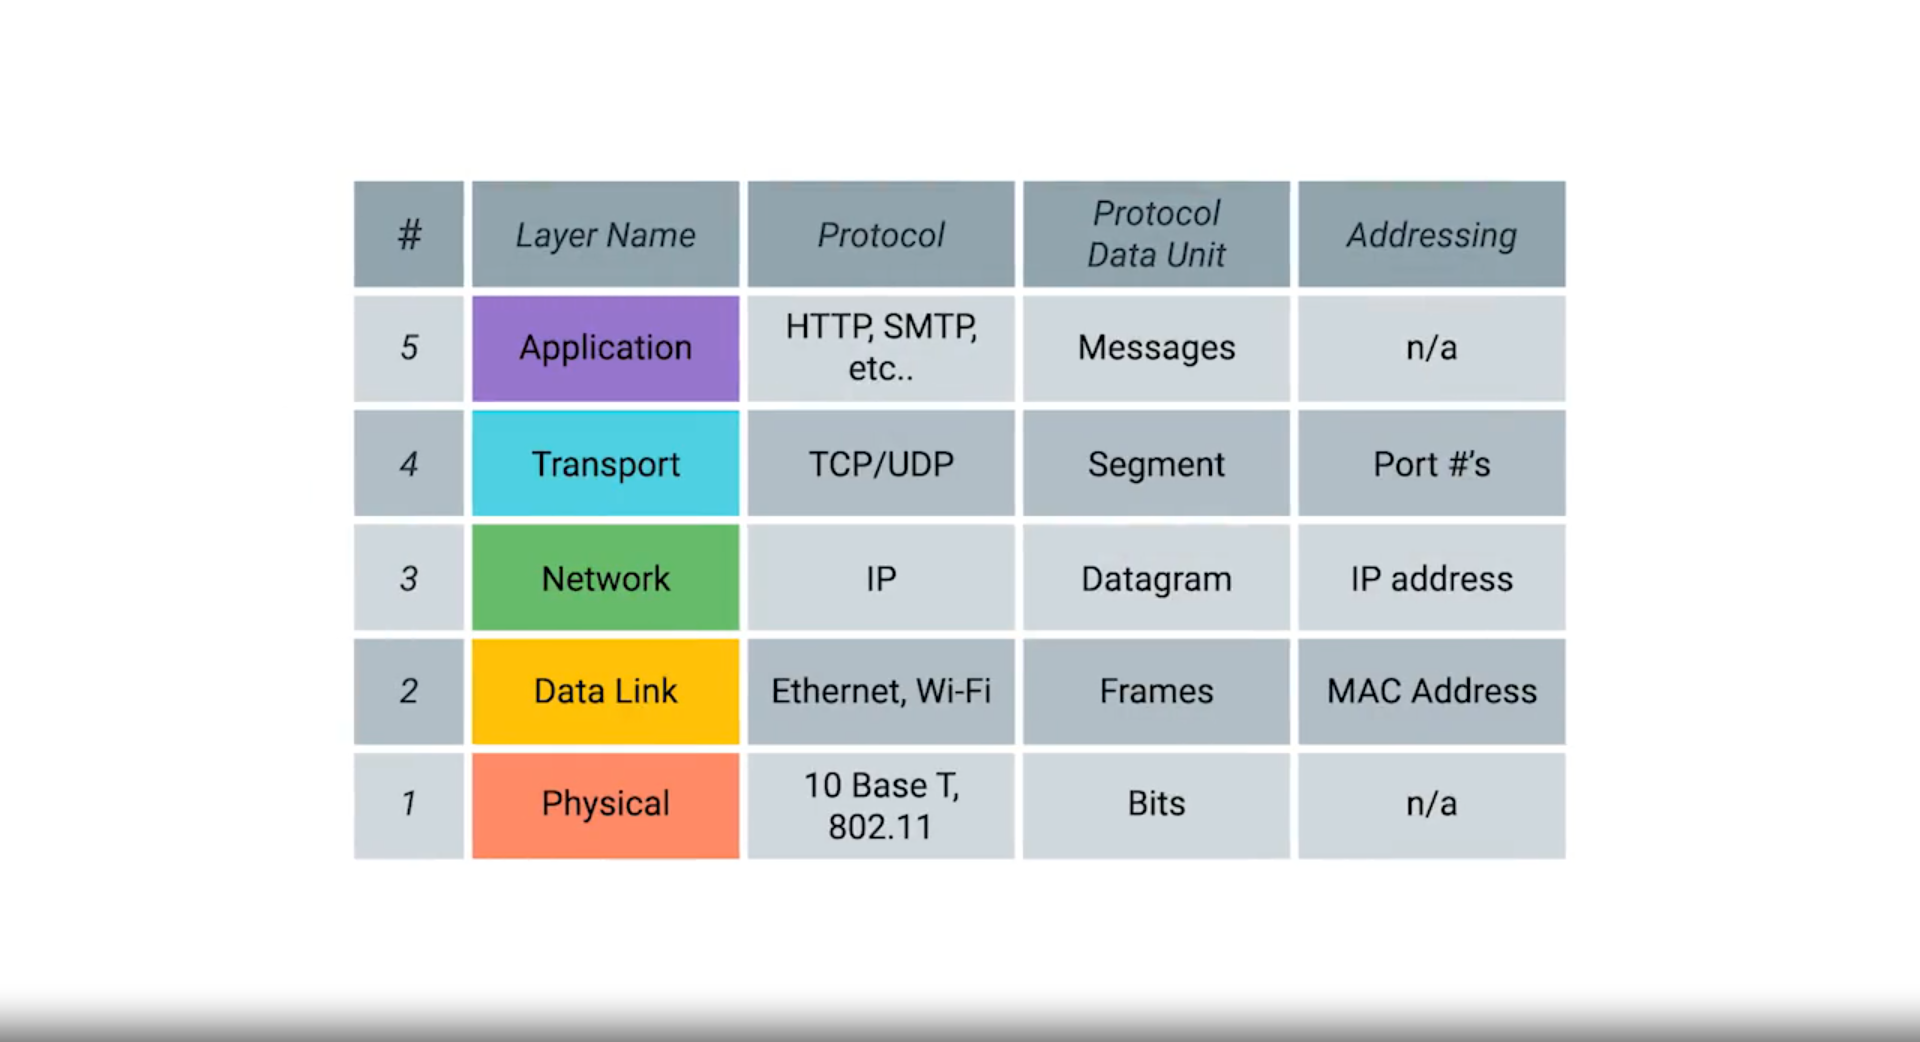 # Layer Name Protocol Protocol Data Unit Addressing
5 Application HTTP, SMTP, etc.. Messages n/a
4 Transport TCP/UDP Segment Port #'s
3 Network IP Datagram IP address
2 Data Link Ethernet, Wi-Fi Frames MAC Address
1 Physical 10 Base T, 802.11 Bits n/a